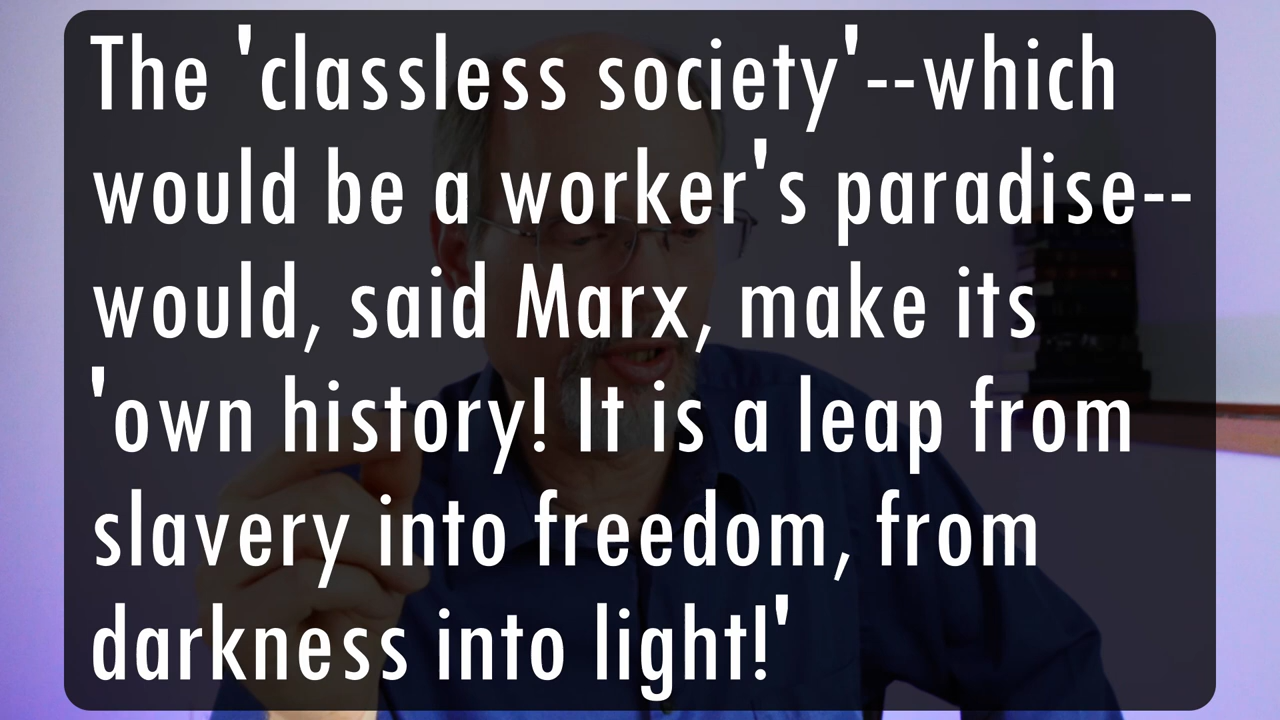 The 'classless society'--which
would be a worker's paradise--
would, said Marx, make its
'own history! It is a leap from
slavery into freedom, from
darkness into light!'